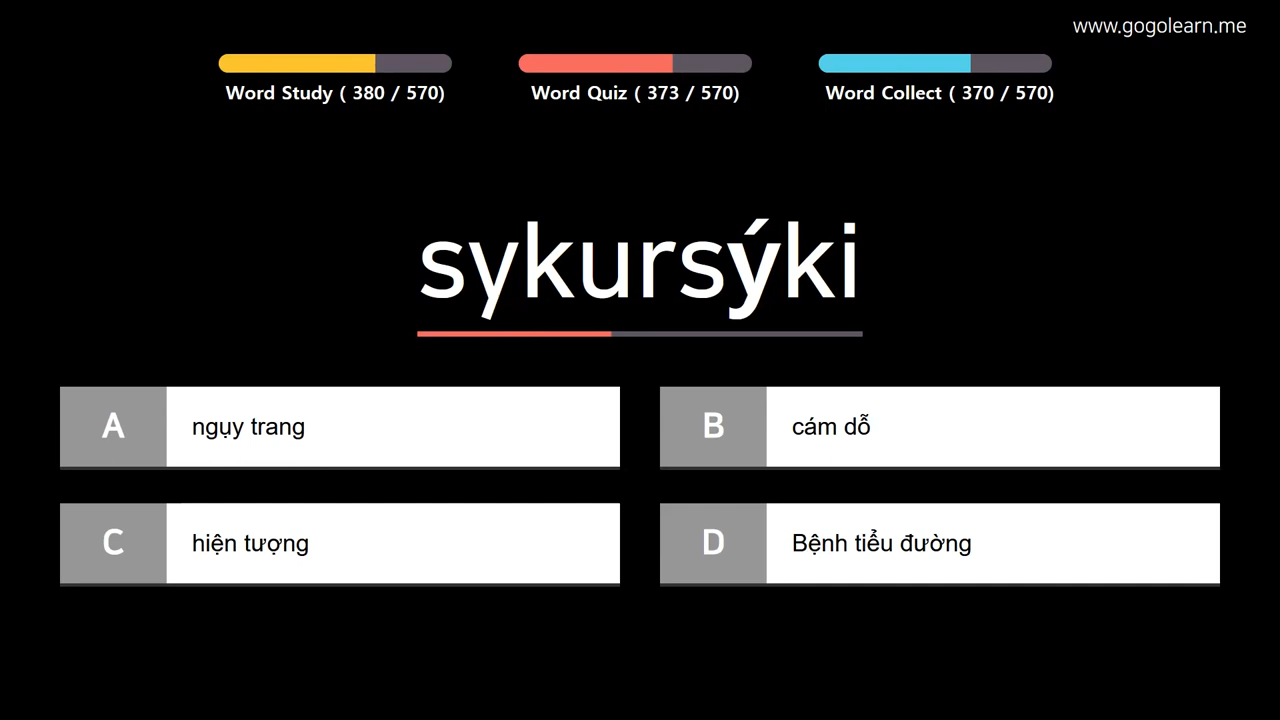 www.gogolearn.me
Word Study ( 380 / 570)
Word Quiz ( 373 / 570)
Word Collect ( 370 / 570)
sykursýki
A ngụy trang
B cám dỗ
C hiện tượng
D Bệnh tiểu đường